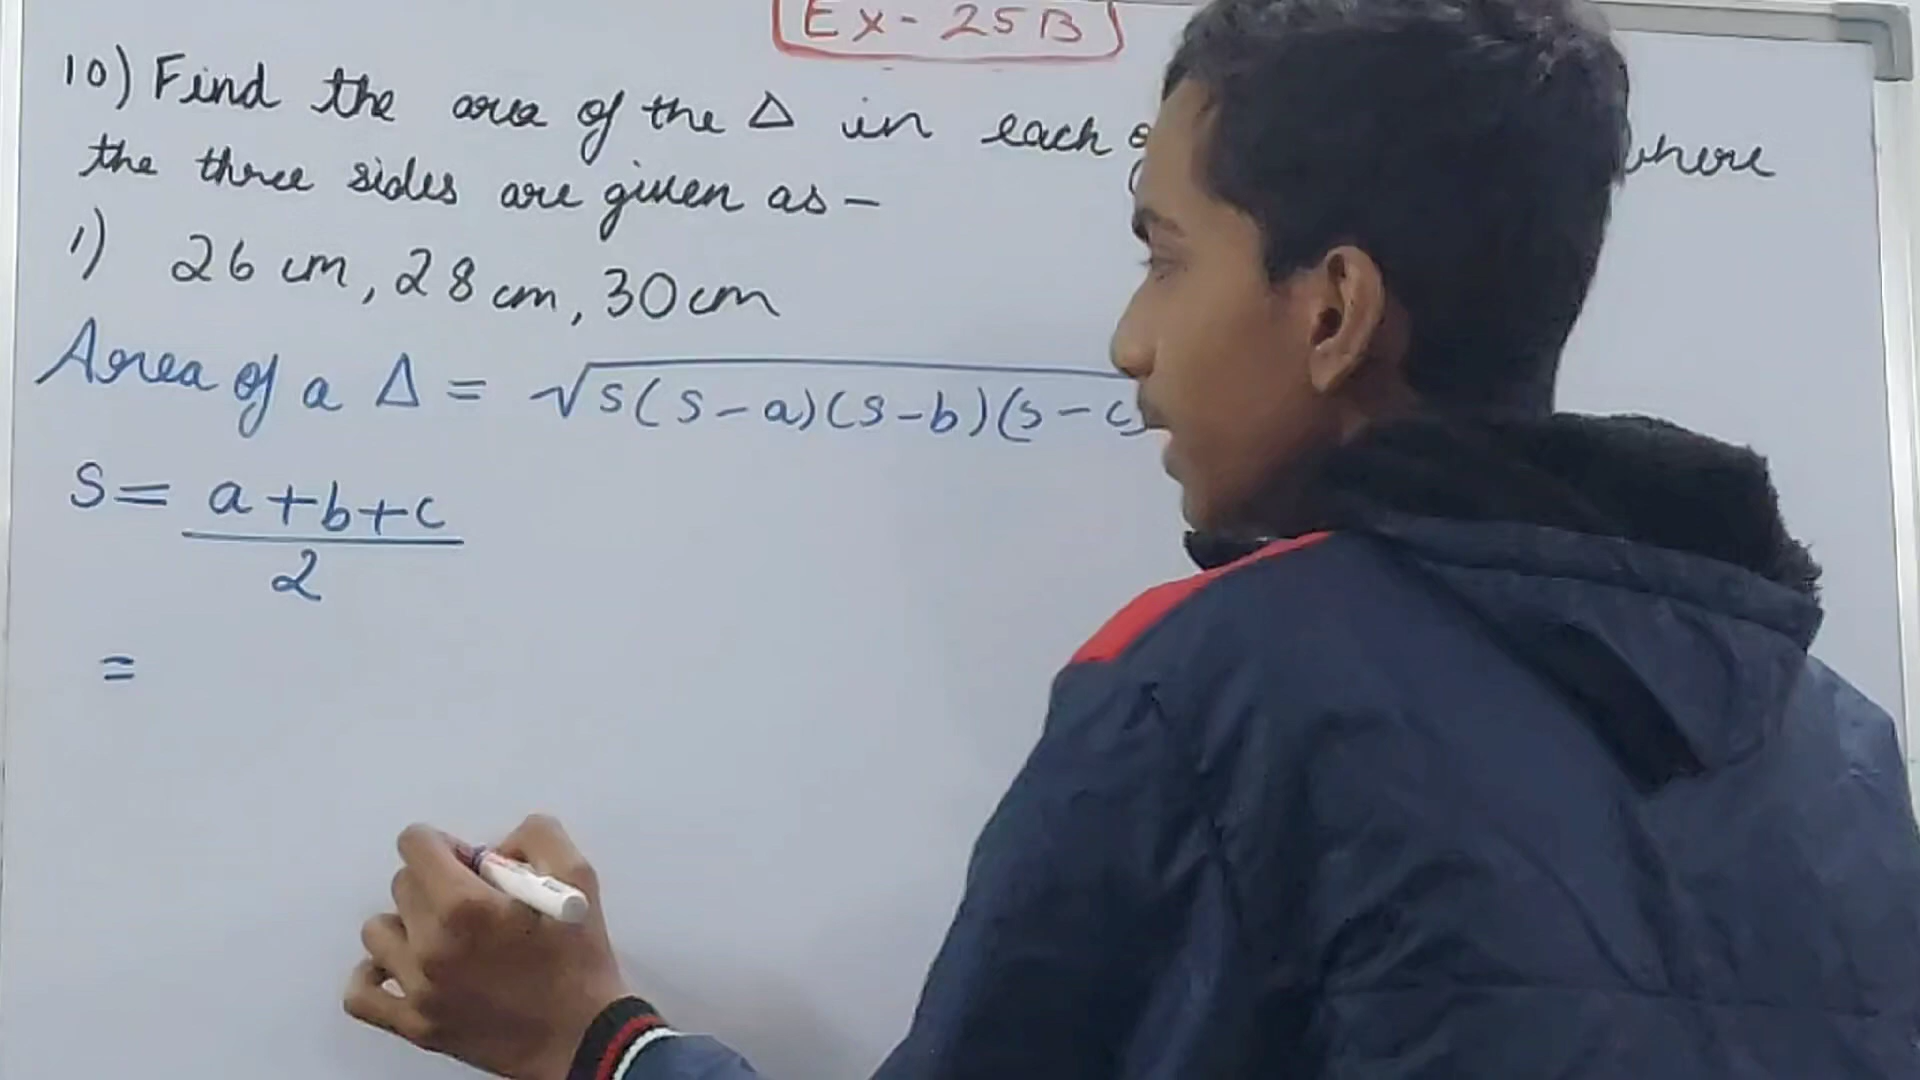 Ex - 25B
10) Find the area of the Δ in each where
the three sides are given as -
1) 26 cm, 28 cm, 30 cm
Area of a Δ = √s(s-a)(s-b)(s-c)
S = a+b+c
2
=